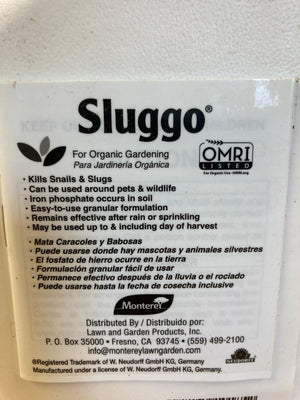 Sluggo®
For Organic Gardening
Para Jardinería Orgánica
OMRI
LISTED
For Organic Use
· Kills Snails & Slugs
· Can be used around pets & wildlife
· Iron phosphate occurs in soil
· Easy-to-use granular formulation
· Remains effective after rain or sprinkling
· May be used up to & including day of harvest
· Mata Caracoles y Babosas
· Puede usarse donde hay mascotas y animales silvestres
· El fosfato de hierro ocurre en la tierra
· Formulación granular fácil de usar
· Permanece efectivo después de la lluvia o el rociado
· Puede usarse hasta la fecha de cosecha inclusive
Monterey
Distributed By / Distribuido por:
Lawn and Garden Products, Inc.
P. O. Box 35000 · Fresno, CA 93745 · (559) 499-2100
info@montereylawngarden.com
®Registered Trademark of W. Neudorff GmbH KG, Germany
Manufactured under a license of W. Neudorff GmbH KG, Germany.
NEUDORFF